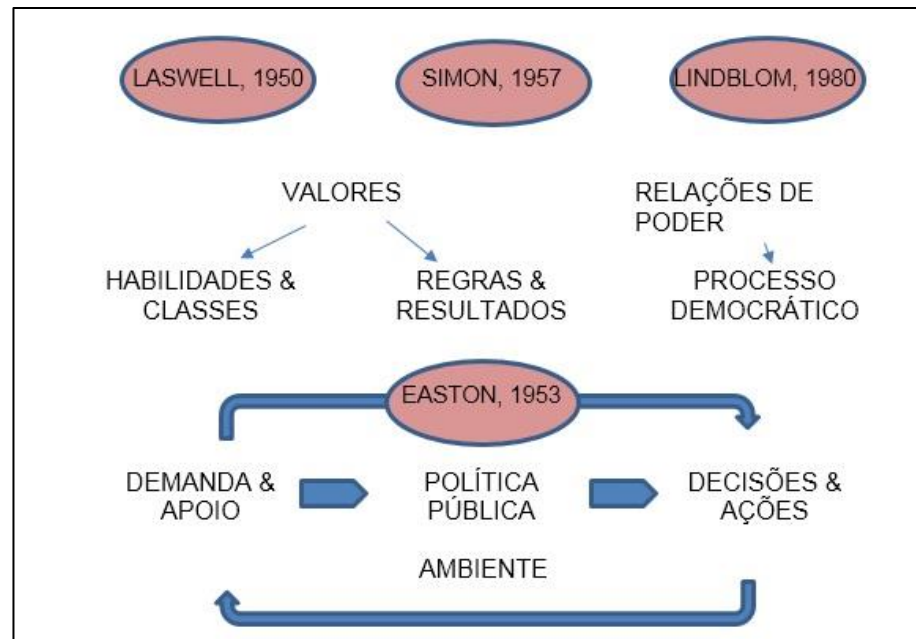 LASWELL, 1950
SIMON, 1957
LINDBLOM, 1980
VALORES
RELAÇÕES DE
PODER
HABILIDADES &
CLASSES
REGRAS &
RESULTADOS
PROCESSO
DEMOCRÁTICO
EASTON, 1953
DEMANDA &
APOIO
POLÍTICA
PÚBLICA
DECISÕES &
AÇÕES
AMBIENTE